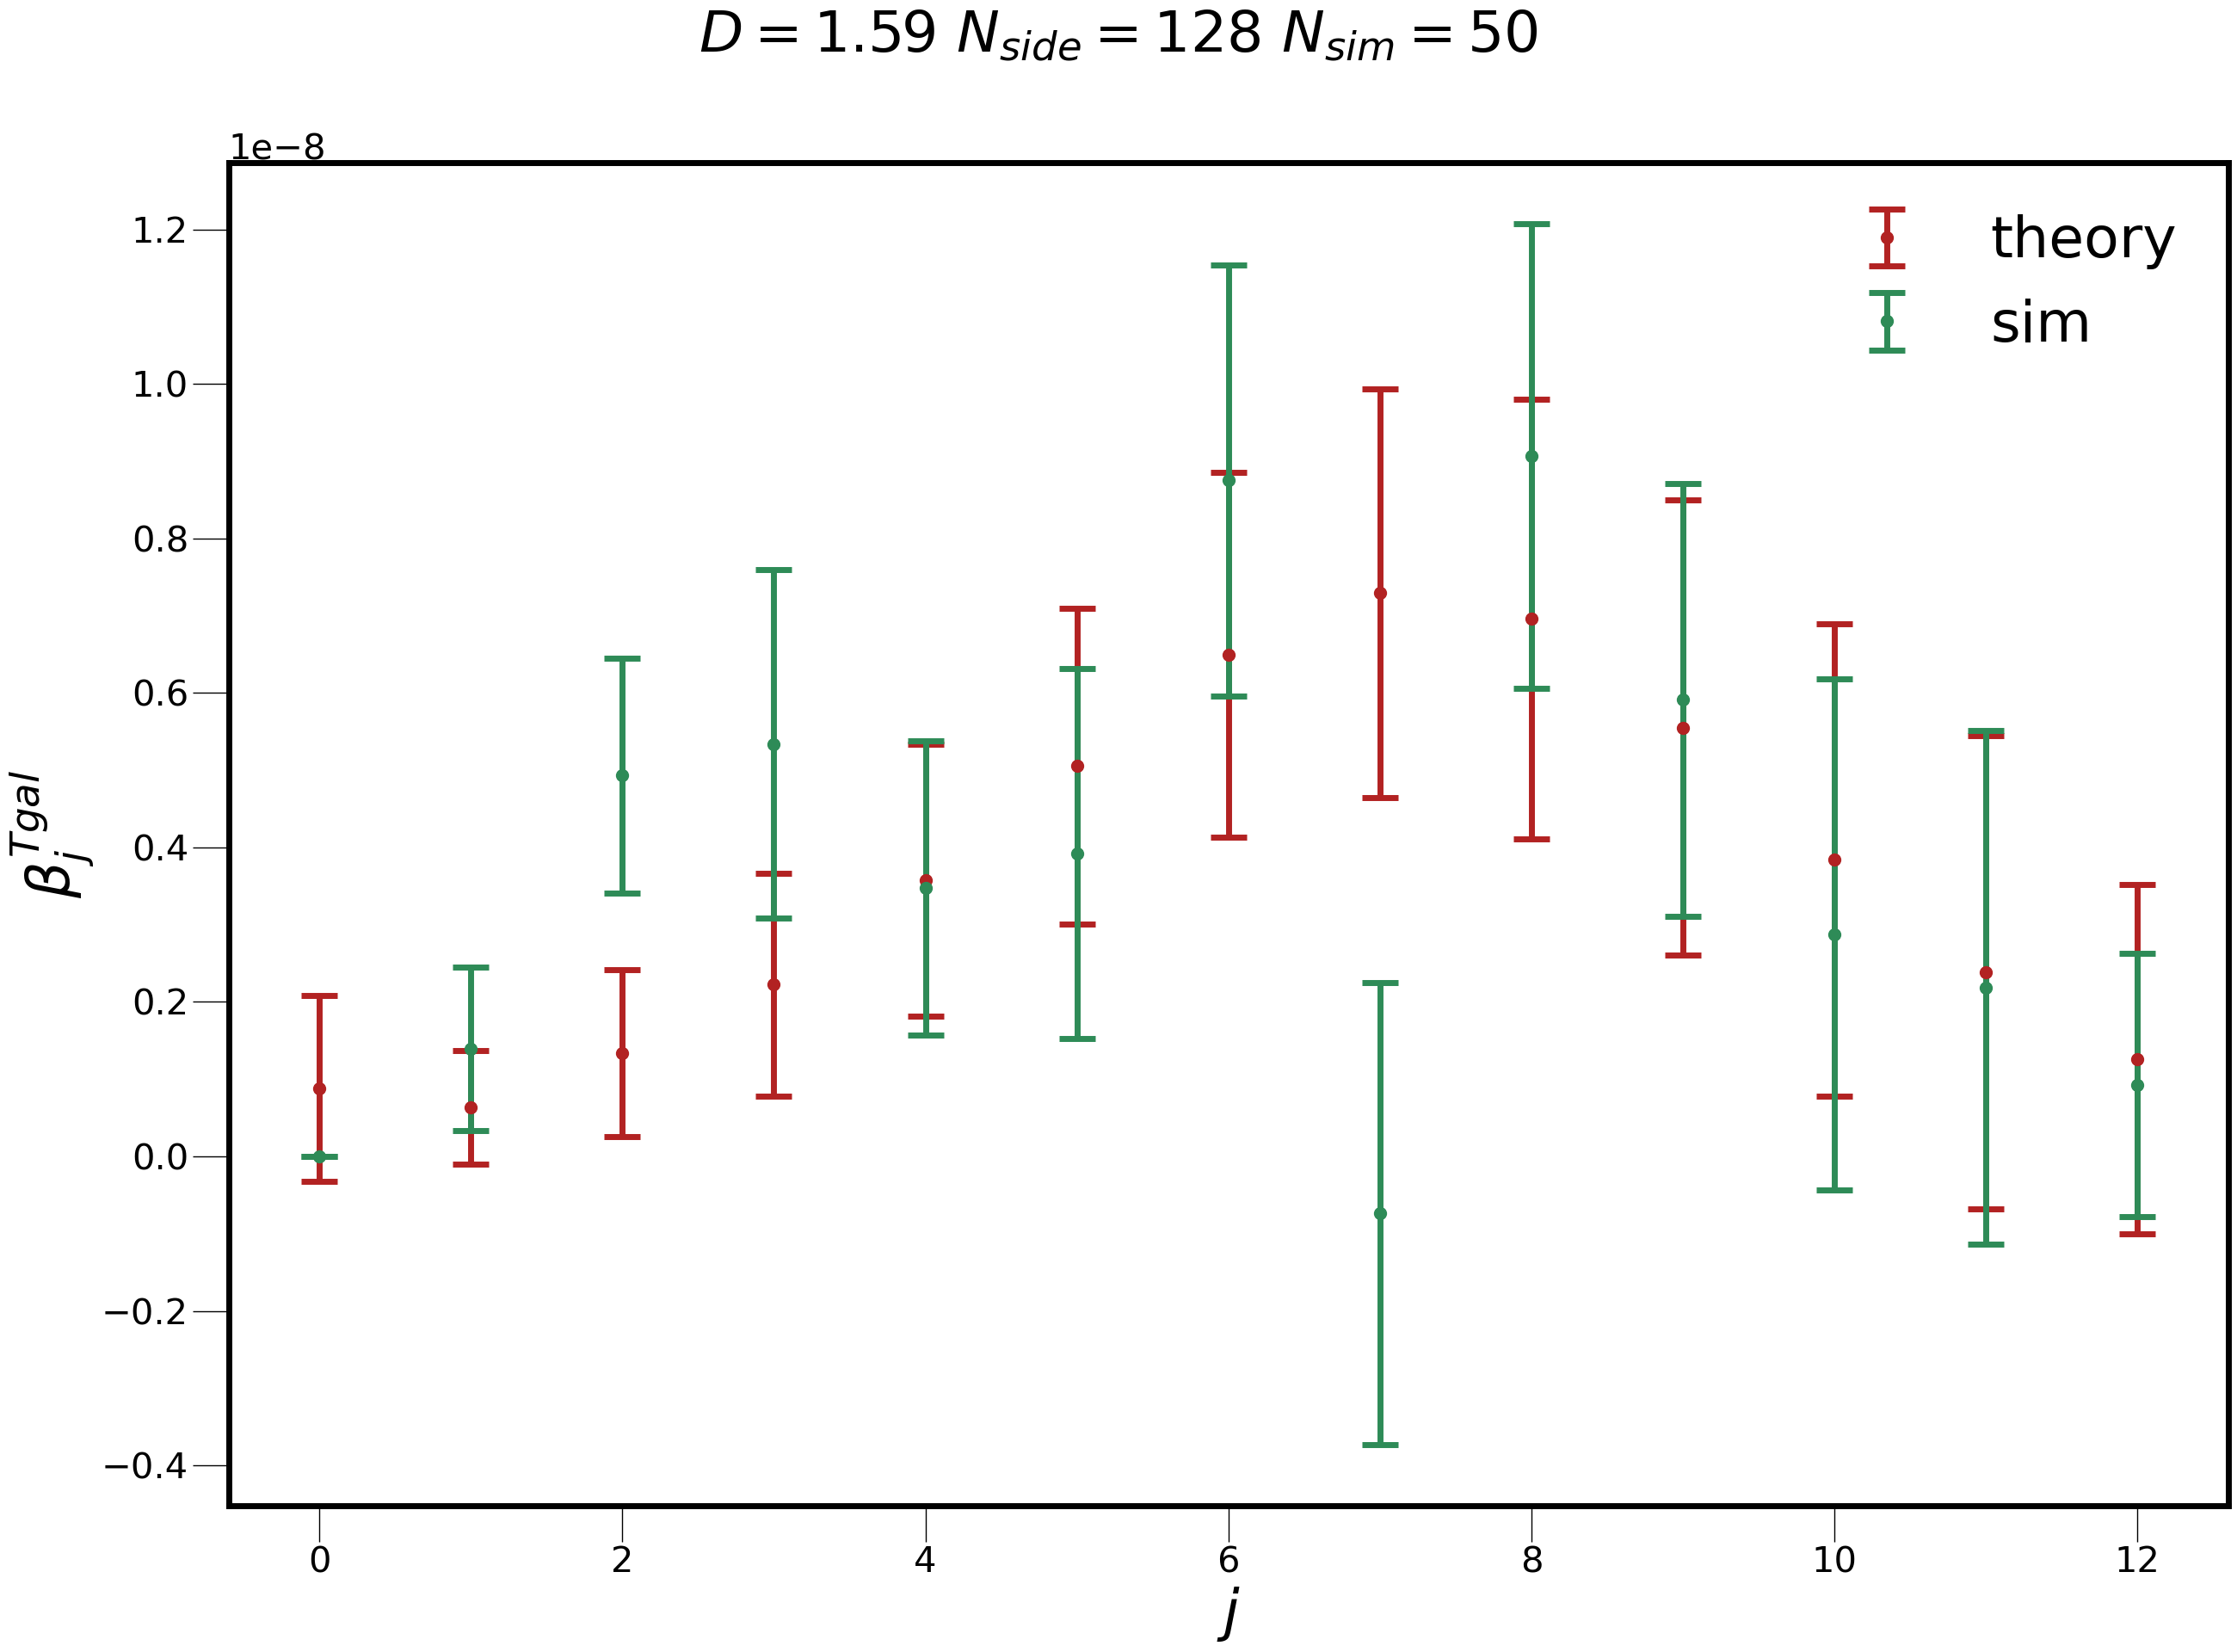 D = 1.59 N_side = 128 N_sim = 50
1e−8
theory
sim
1.2
1.0
0.8
0.6
0.4
0.2
0.0
−0.2
−0.4
β_j^Tgal
0 2 4 6 8 10 12
j